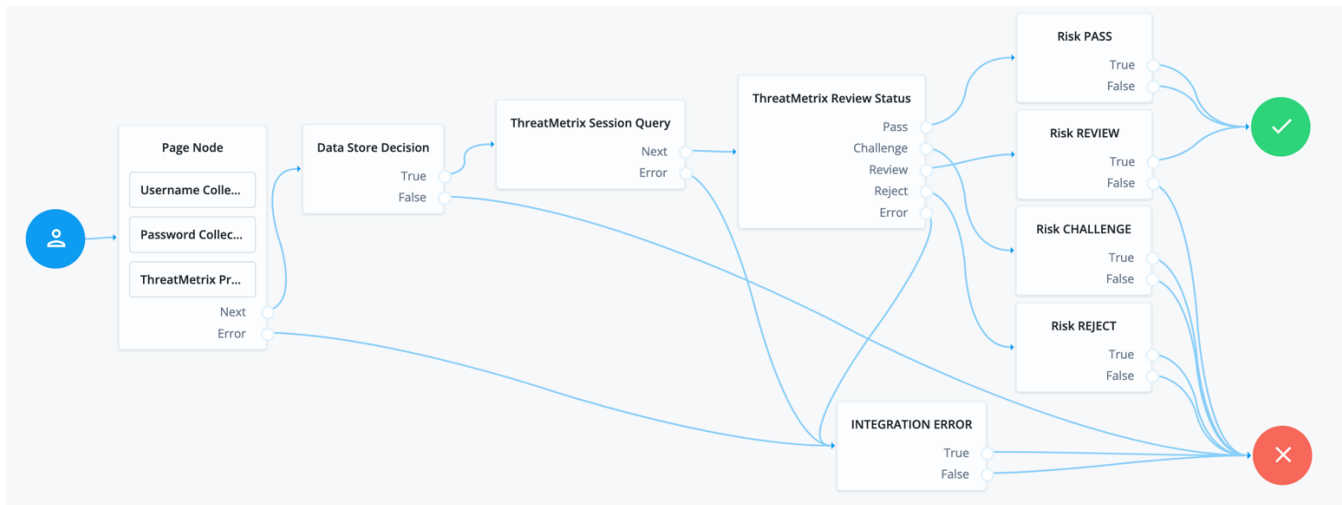 Page Node
Username Colle...
Password Collec...
ThreatMetrix Pr...
Next
Error
Data Store Decision
True
False
ThreatMetrix Session Query
Next
Error
ThreatMetrix Review Status
Pass
Challenge
Review
Reject
Error
Risk PASS
True
False
Risk REVIEW
True
False
Risk CHALLENGE
True
False
Risk REJECT
True
False
INTEGRATION ERROR
True
False